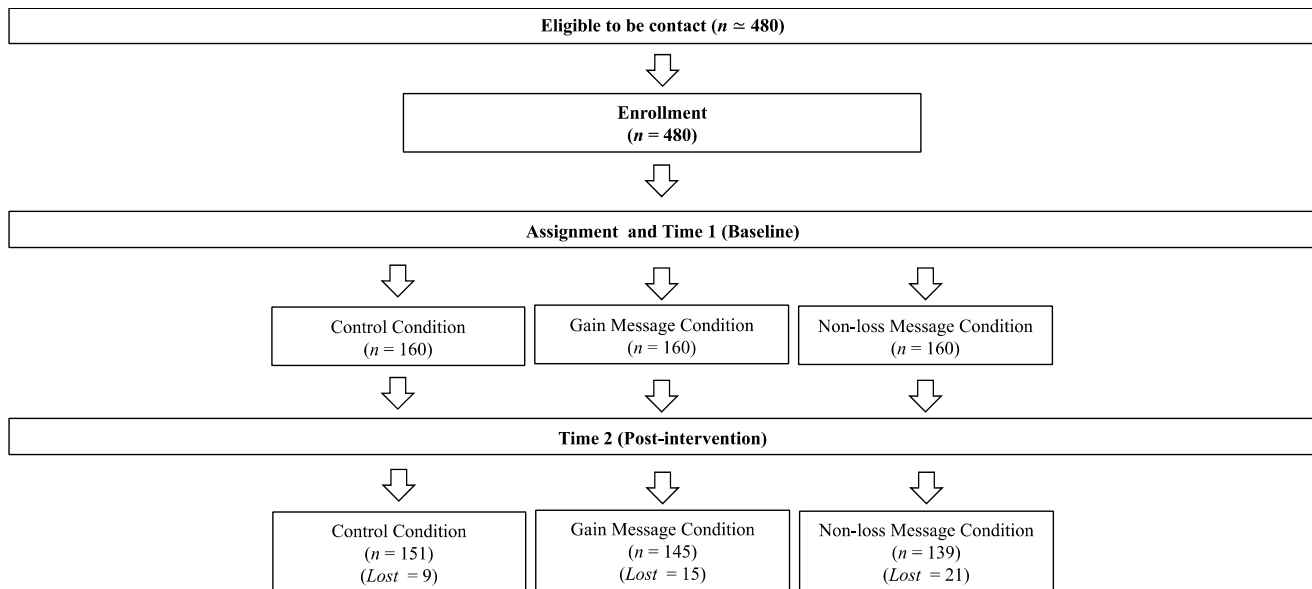 Eligible to be contact (n ≃ 480)
Enrollment
(n = 480)
Assignment and Time 1 (Baseline)
Control Condition
(n = 160)
Gain Message Condition
(n = 160)
Non-loss Message Condition
(n = 160)
Time 2 (Post-intervention)
Control Condition
(n = 151)
(Lost = 9)
Gain Message Condition
(n = 145)
(Lost = 15)
Non-loss Message Condition
(n = 139)
(Lost = 21)